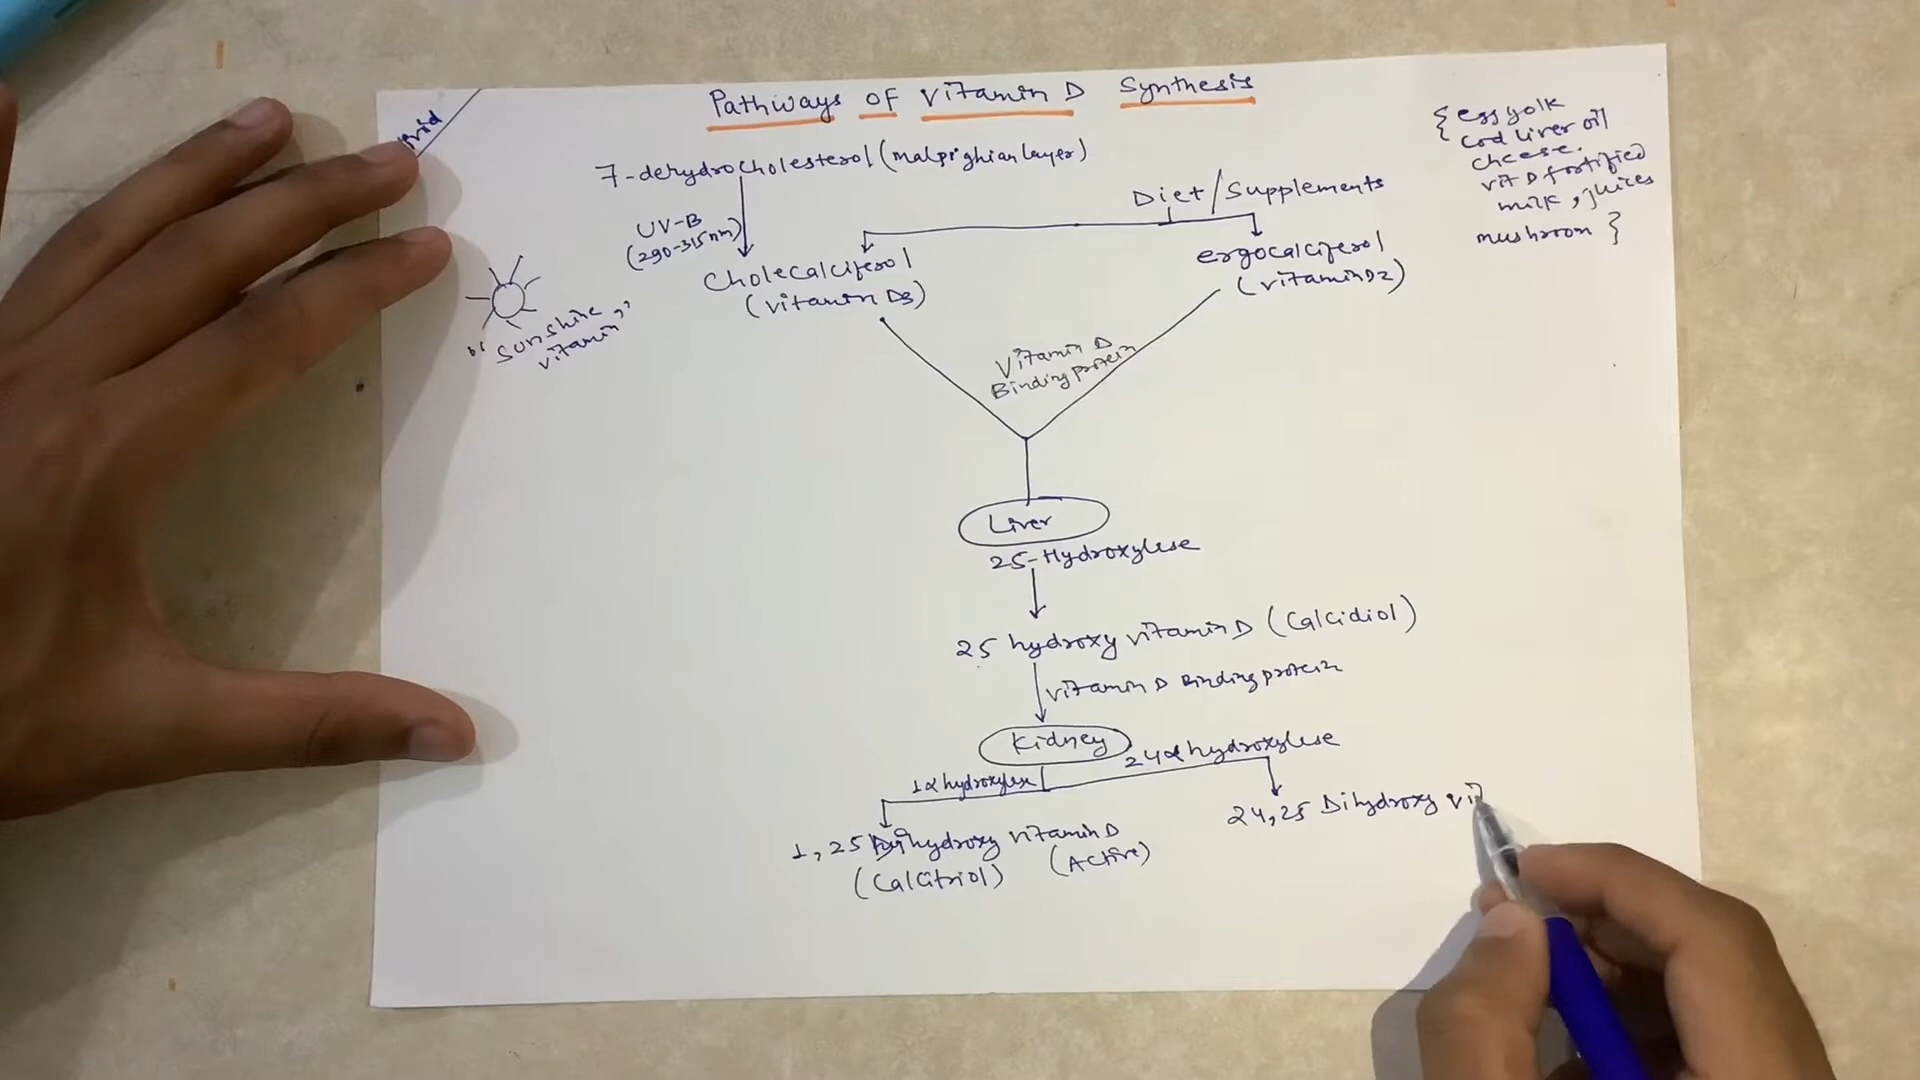 Pathways of Vitamin D Synthesis
7-dehydrocholesterol (malpighian layer)
UV-B
(290-315nm)
"Sunshine
vitamin"
Cholecalciferol
(vitamin D3)
Diet/Supplements
ergocalciferol
(vitamin D2)
{ egg yolk
cod liver oil
cheese.
vit D fortified
milk, juices
mushroom }
Vitamin D
Binding protein
Liver
25-Hydroxylase
25 hydroxy vitamin D (Calcidiol)
vitamin D Binding protein
Kidney
1α hydroxylase
24α hydroxylase
1,25 Dihydroxy vitamin D
(Calcitriol) (Active)
24,25 Dihydroxy vit